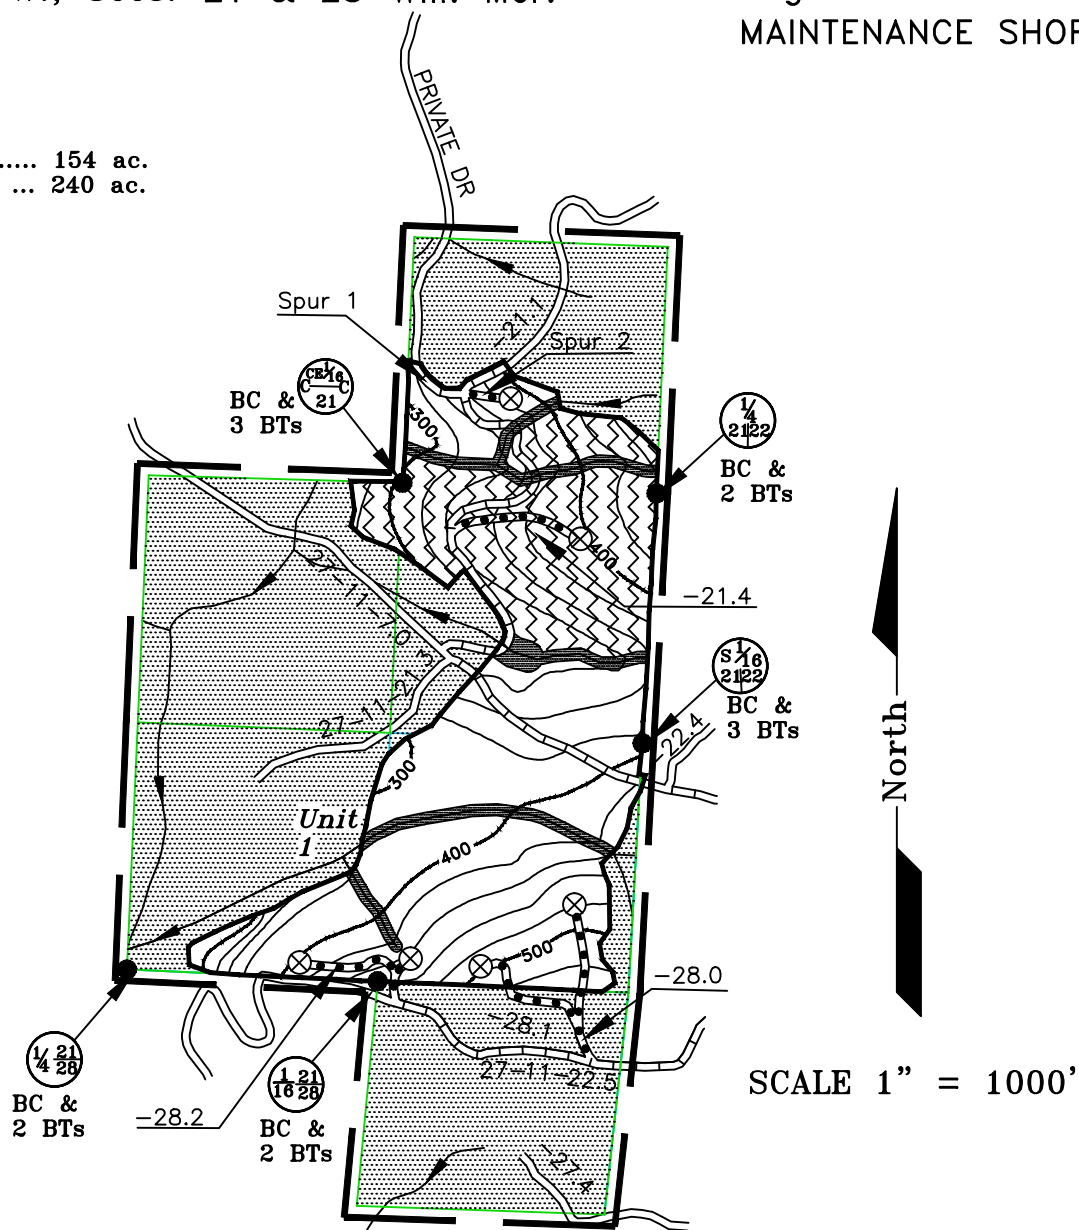 MAINTENANCE SHOP
..... 154 ac.
... 240 ac.
PRIVATE DR
Spur 1
-21.1
Spur 2
CE 1/16
C C
21
BC &
3 BTs
300
1/4
21 22
BC &
2 BTs
400
27-11-7.0
-21.4
S 1/16
21 22
BC &
3 BTs
27-11-21.3
-22.4
300
North
Unit
1
400
500
-28.0
-28.1
1/4 21
28
BC &
2 BTs
27-11-22.5
SCALE 1" = 1000'
1 21
16 28
BC &
2 BTs
-28.2
-27.4